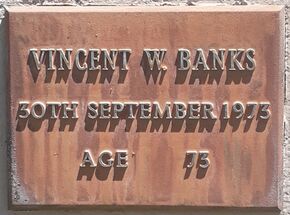 VINCENT W. BANKS
30TH SEPTEMBER 1973
AGE 73